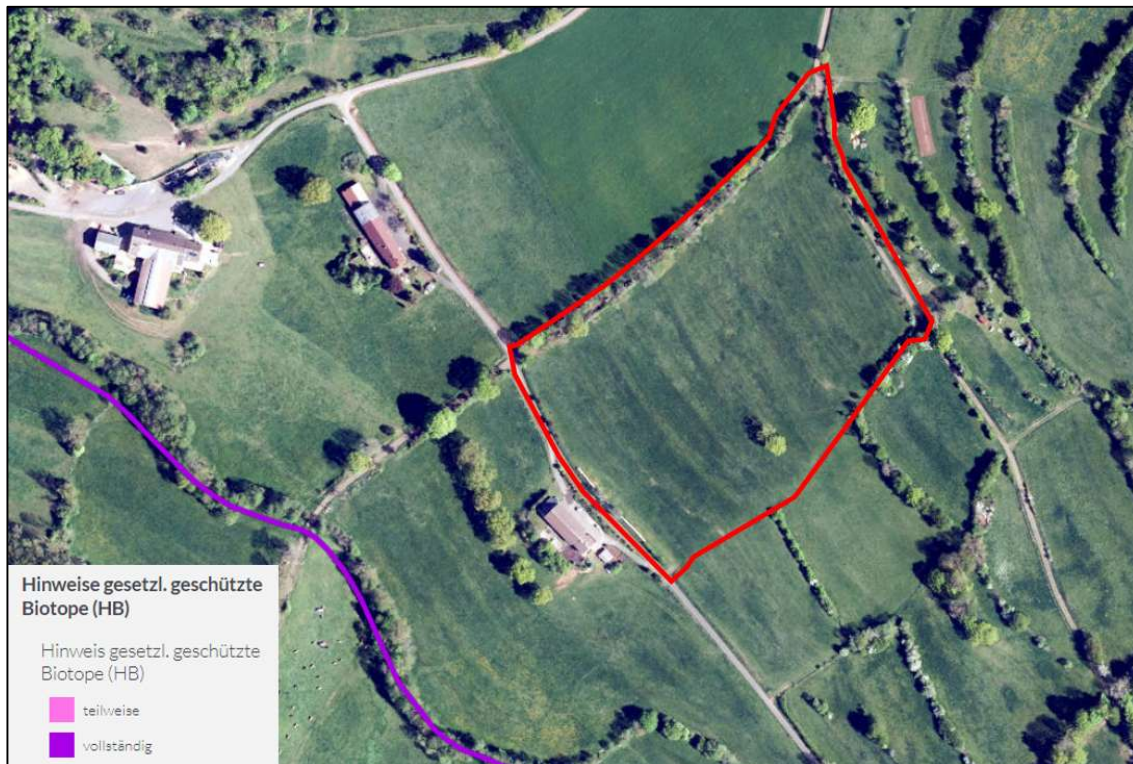 Hinweise gesetzl. geschützte
Biotope (HB)
Hinweis gesetzl. geschützte
Biotope (HB)
teilweise
vollständig